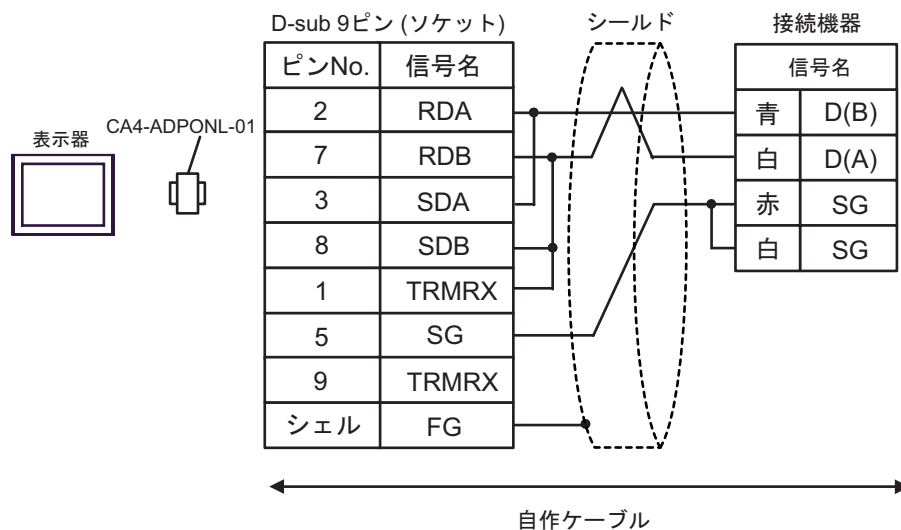 D-sub 9ピン (ソケット)
シールド
接続機器
ピンNo. 信号名
信号名
2 RDA
青 D(B)
7 RDB
白 D(A)
3 SDA
赤 SG
8 SDB
白 SG
1 TRMRX
5 SG
9 TRMRX
シェル FG
表示器
CA4-ADPONL-01
自作ケーブル